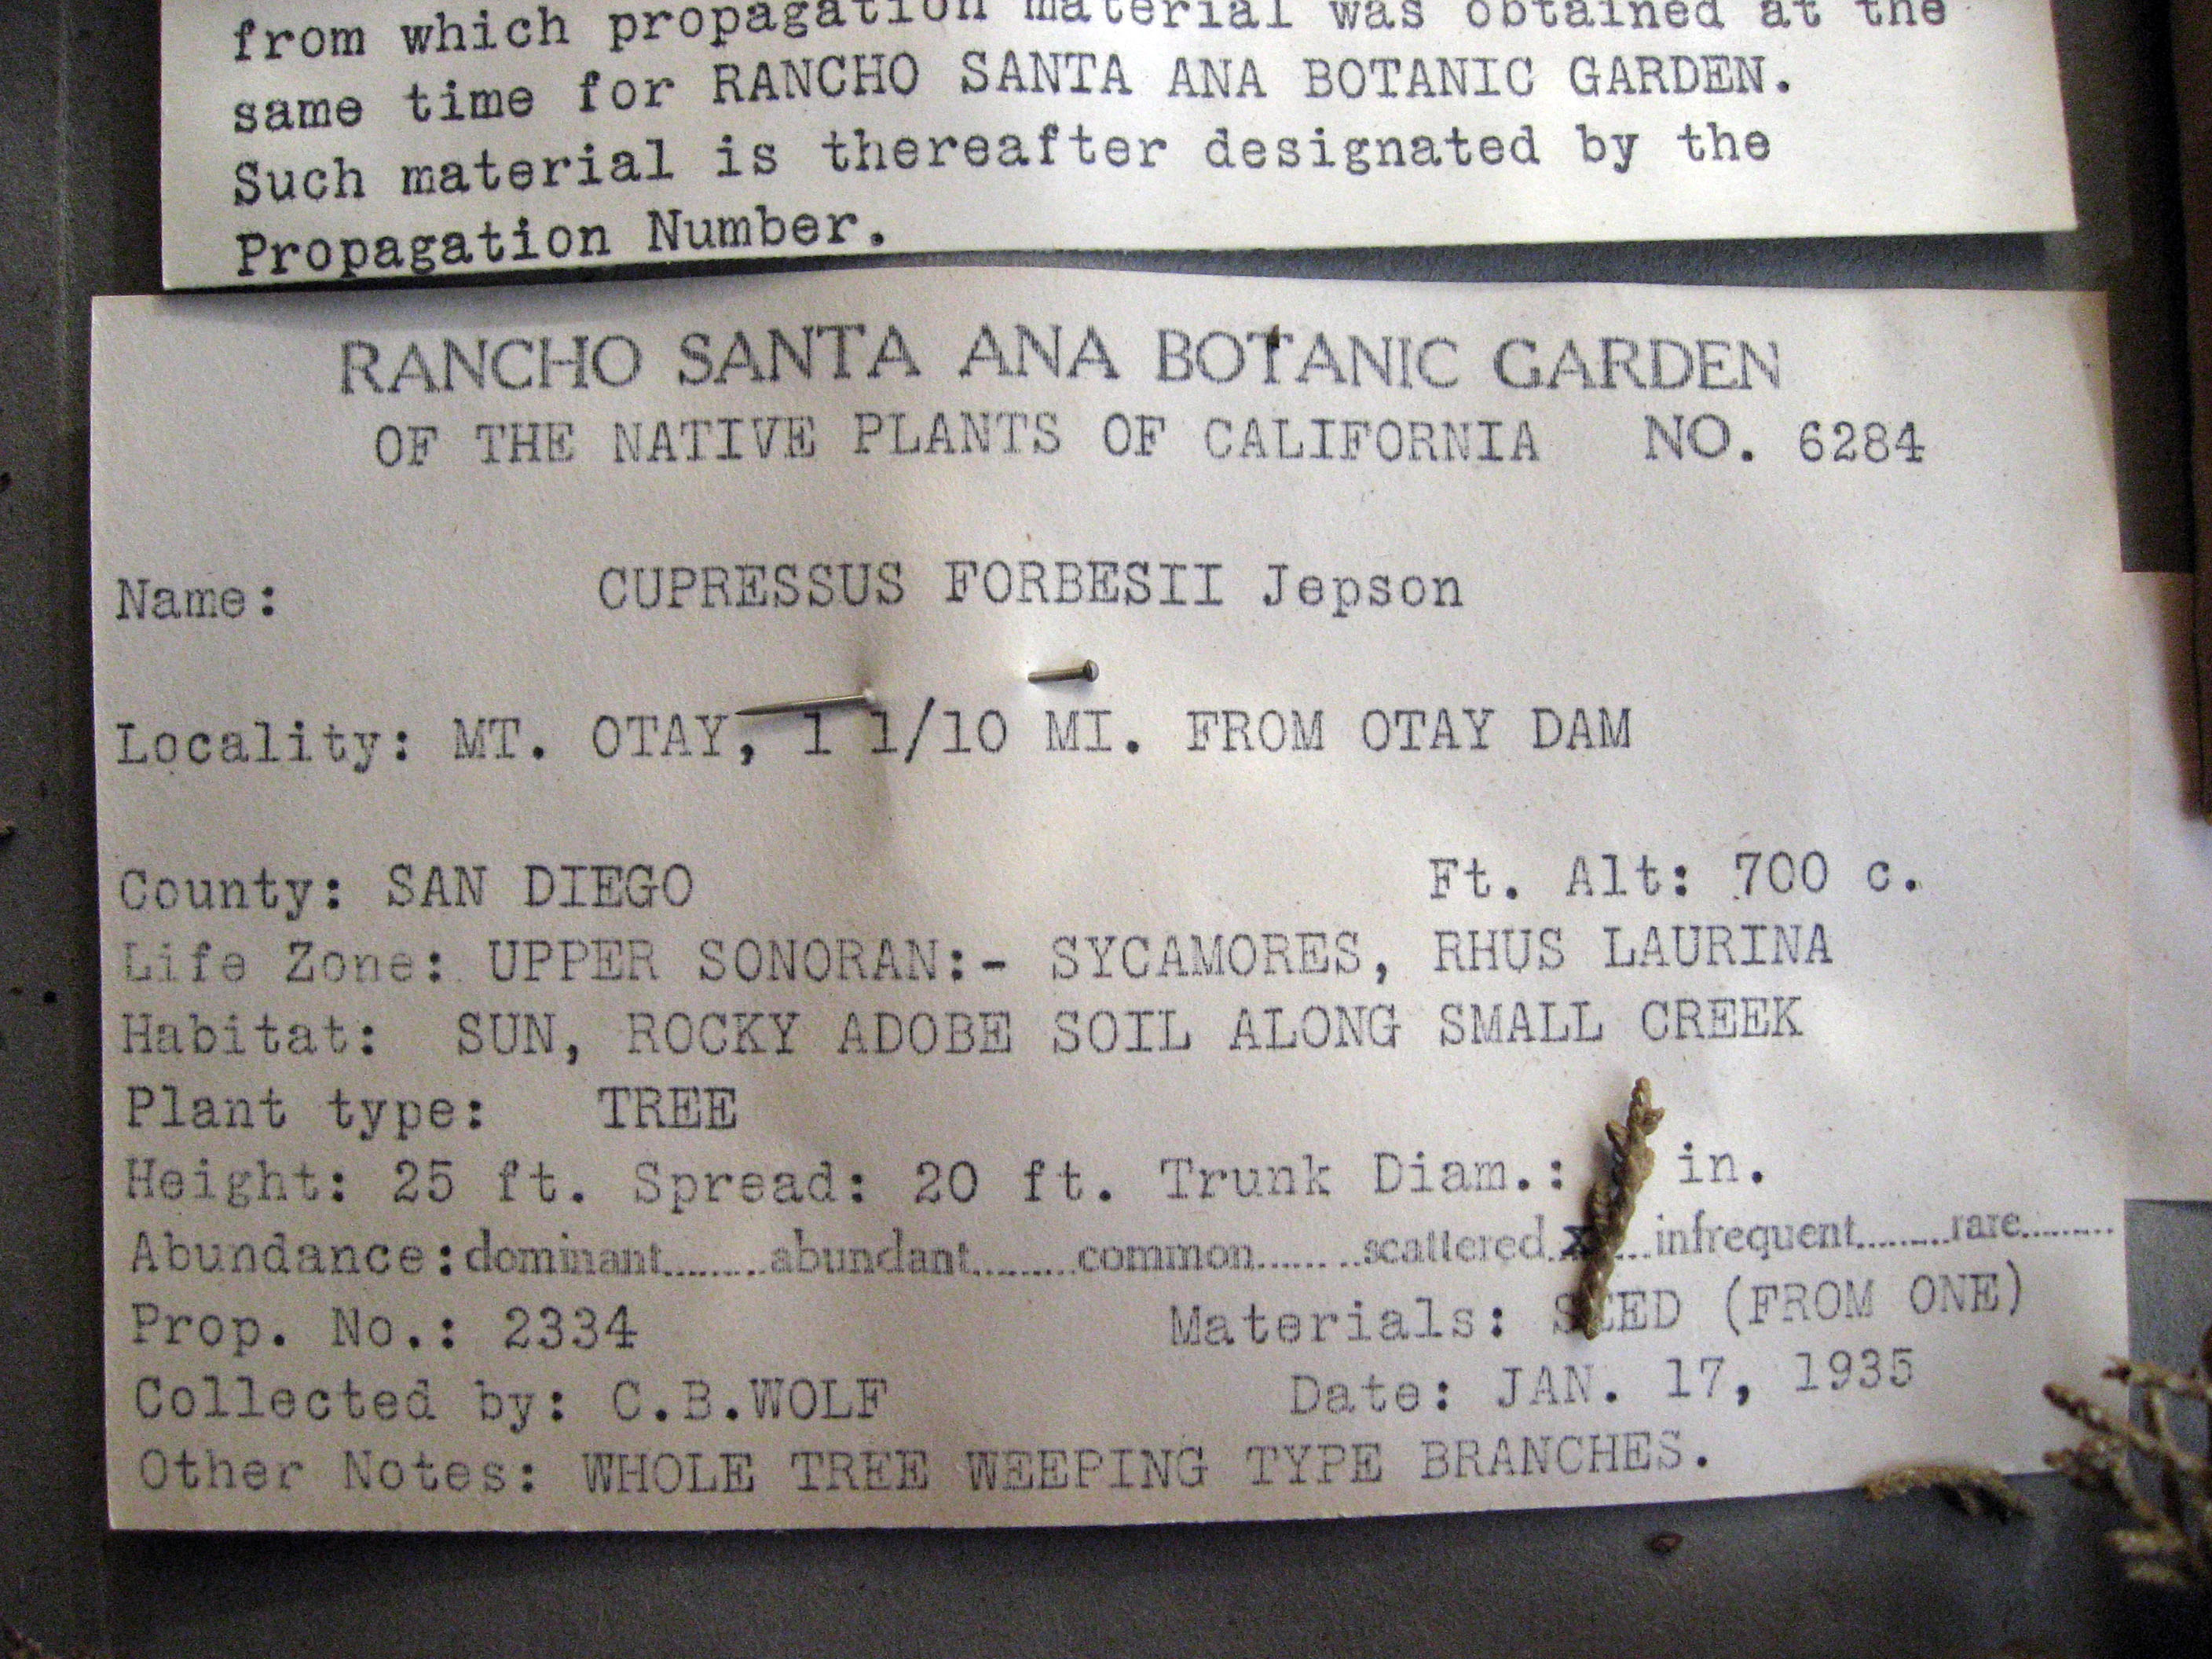 from which propagation material was obtained at the
same time for RANCHO SANTA ANA BOTANIC GARDEN.
Such material is thereafter designated by the
Propagation Number.
RANCHO SANTA ANA BOTANIC GARDEN
OF THE NATIVE PLANTS OF CALIFORNIA NO. 6284
Name: CUPRESSUS FORBESII Jepson
Locality: MT. OTAY, 1 1/10 MI. FROM OTAY DAM
County: SAN DIEGO Ft. Alt: 700 c.
Life Zone: UPPER SONORAN:- SYCAMORES, RHUS LAURINA
Habitat: SUN, ROCKY ADOBE SOIL ALONG SMALL CREEK
Plant type: TREE
Height: 25 ft. Spread: 20 ft. Trunk Diam.: in.
Abundance: dominant........abundant........common........scattered.X...infrequent........rare........
Prop. No.: 2334 Materials: SEED (FROM ONE)
Collected by: C.B.WOLF Date: JAN. 17, 1935
Other Notes: WHOLE TREE WEEPING TYPE BRANCHES.